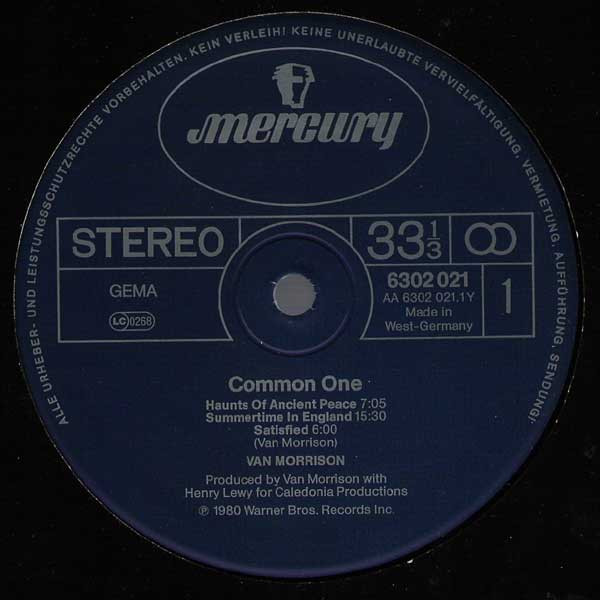 ALLE URHEBER- UND LEISTUNGSSCHUTZRECHTE VORBEHALTEN. KEIN VERLEIH! KEINE UNERLAUBTE VERVIELFÄLTIGUNG, VERMIETUNG, AUFFÜHRUNG, SENDUNG!
mercury
STEREO
33 1/3
GEMA
LC 0268
6302 021
AA 6302 021.1Y
Made in
West-Germany
1
Common One
Haunts Of Ancient Peace 7:05
Summertime In England 15:30
Satisfied 6:00
(Van Morrison)
VAN MORRISON
Produced by Van Morrison with
Henry Lewy for Caledonia Productions
℗ 1980 Warner Bros. Records Inc.